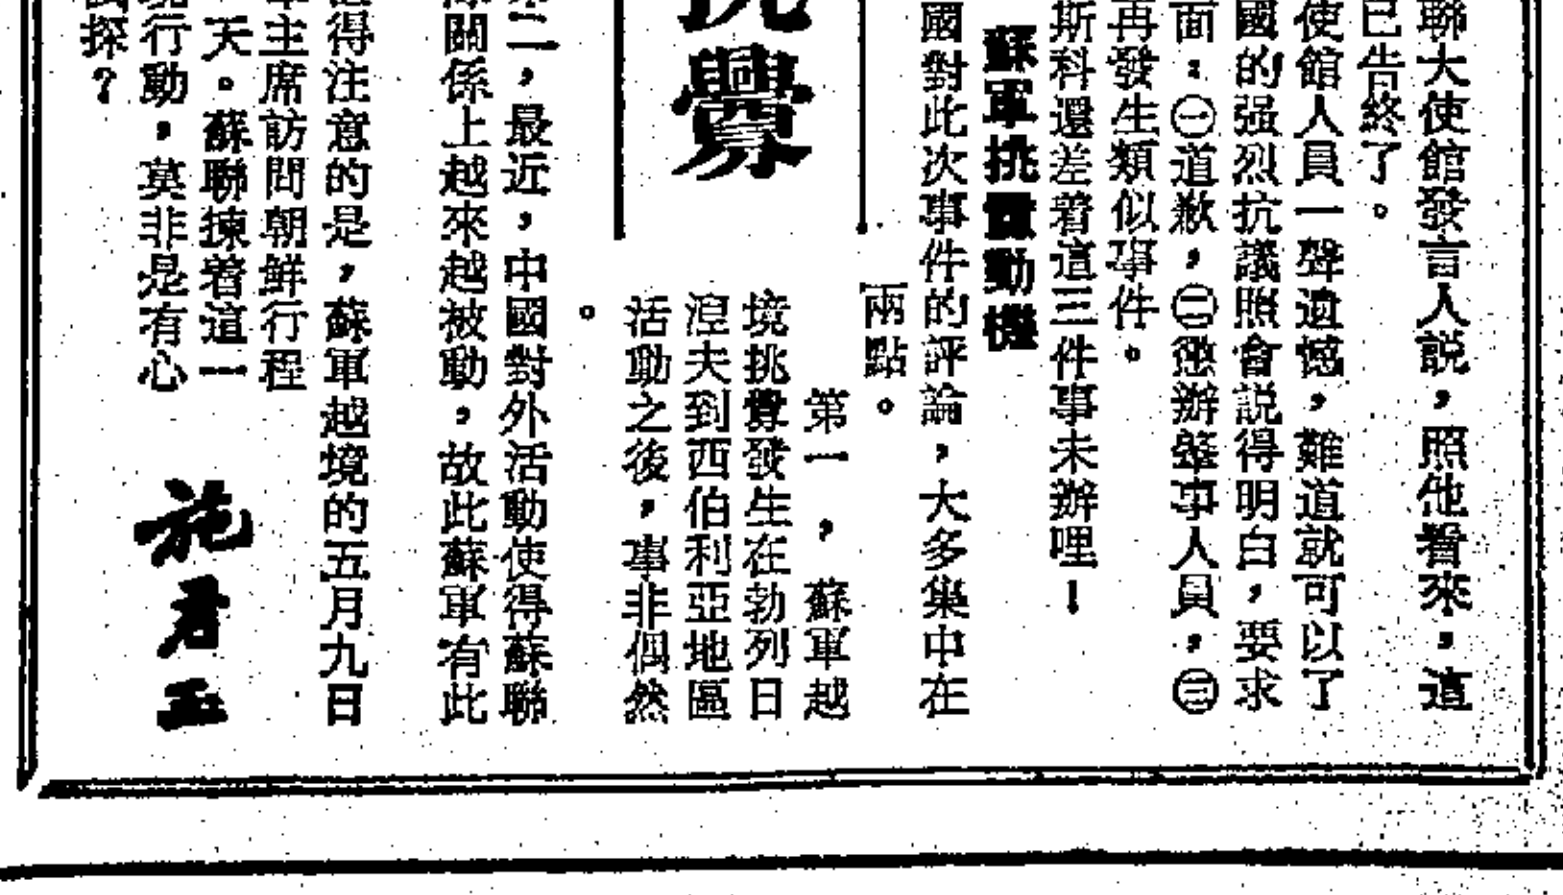 聯大使館發言人説，照他看來，這
已告終了。
使館人員一聲遺憾，難道就可以了
國的强烈抗議照會説得明白，要求
面：㊀道歉，㊁懲辦肇事人員，㊂
再發生類似事件。
斯科還差着這三件事未辦哩！
蘇軍挑釁動機
國對此次事件的評論，大多集中在
兩點。
第一，蘇軍越
境挑釁發生在勃列日
湼夫到西伯利亞地區
活動之後，事非偶然
。
挑釁
二，最近，中國對外活動使得蘇聯
關係上越來越被動，故此蘇軍有此
得注意的是，蘇軍越境的五月九日
主席訪問朝鮮行程
天。蘇聯揀着這一
行動，莫非是有心
探？
施君玉